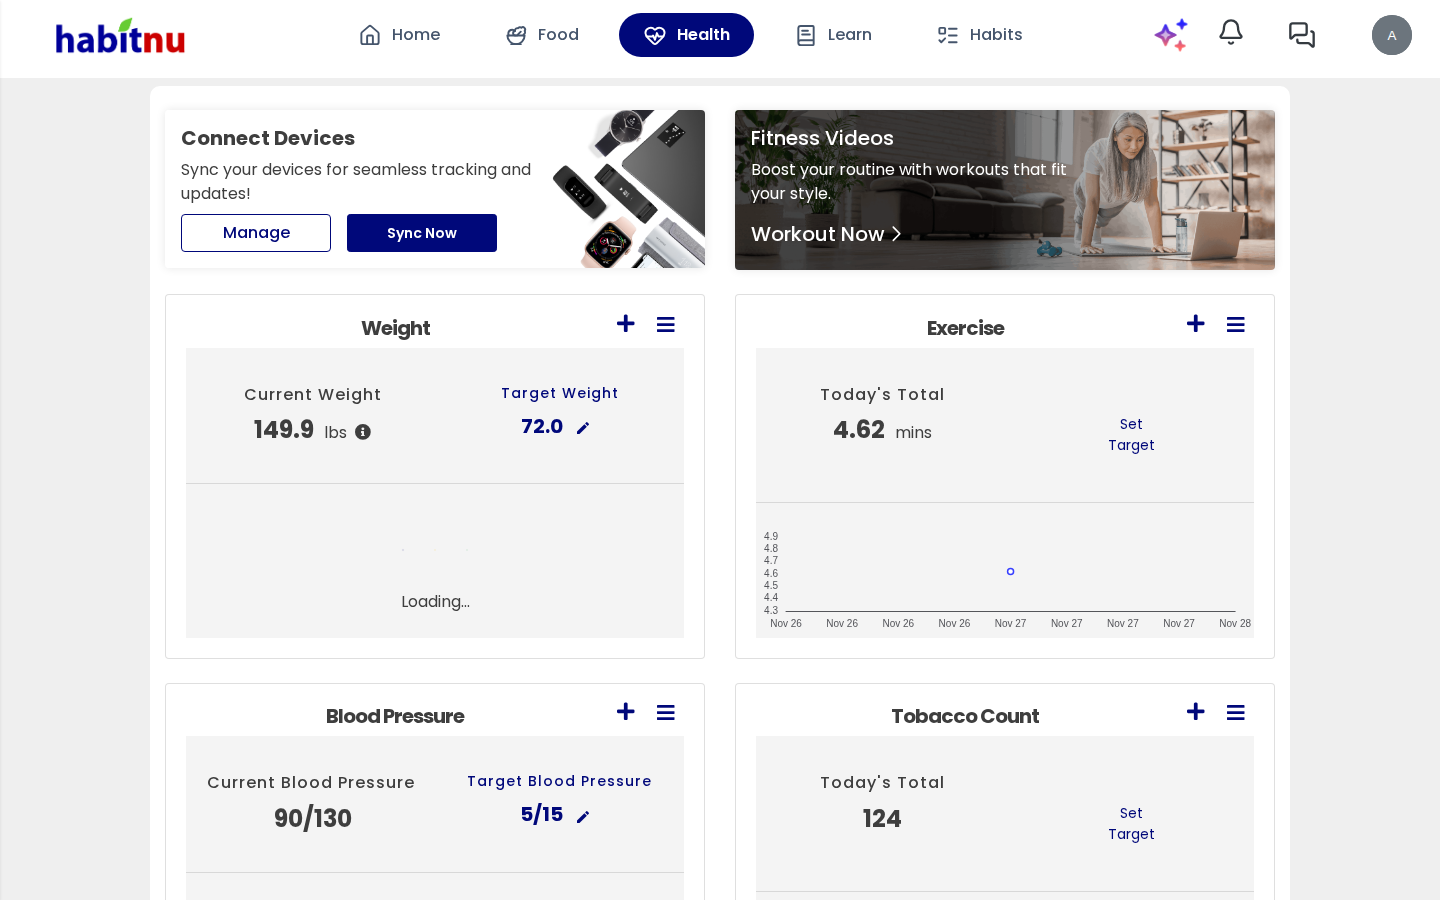 habitnu
Home
Food
Health
Learn
Habits
A
Connect Devices
Sync your devices for seamless tracking and
updates!
Manage
Sync Now
Fitness Videos
Boost your routine with workouts that fit
your style.
Workout Now
Weight
Current Weight
149.9 lbs
Target Weight
72.0
Loading...
Exercise
Today's Total
4.62 mins
Set
Target
4.9
4.8
4.7
4.6
4.5
4.4
4.3
Nov 26 Nov 26 Nov 26 Nov 26 Nov 27 Nov 27 Nov 27 Nov 27 Nov 28
Blood Pressure
Current Blood Pressure
90/130
Target Blood Pressure
5/15
Tobacco Count
Today's Total
124
Set
Target